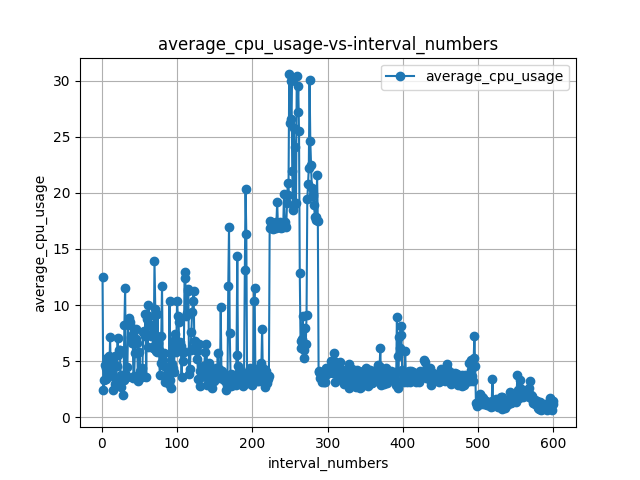 average_cpu_usage-vs-interval_numbers
average_cpu_usage
30
25
20
15
10
5
0
average_cpu_usage
0 100 200 300 400 500 600
interval_numbers